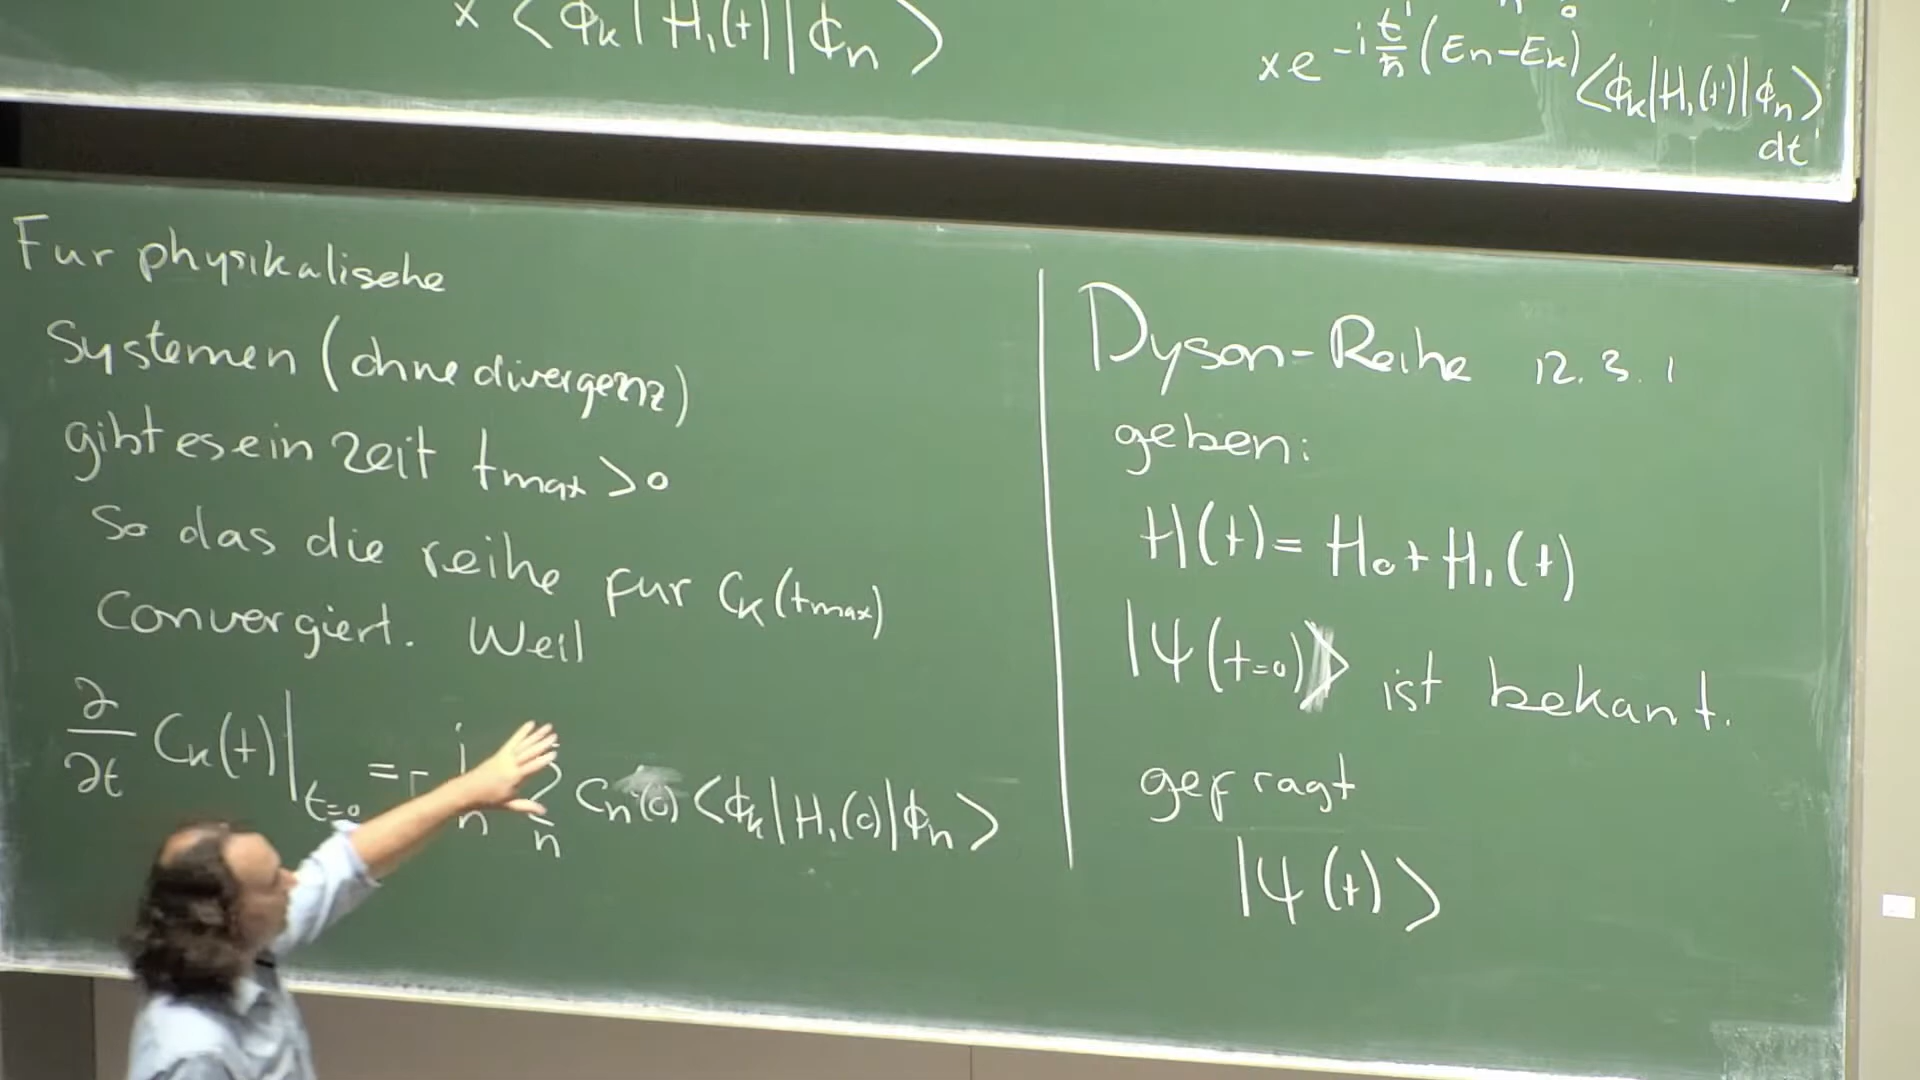 x ⟨ϕk|H₁(t)|ϕn⟩
x e^{-i t'/ħ (En-Ek)} ⟨ϕk|H₁(t')|ϕn⟩
dt'
Fur physikalische
Systemen (ohne divergenz)
gibt es ein zeit tmax > 0
So das die reihe fur Ck(tmax)
Convergiert. Weil
∂/∂t Ck(t)|t=0 = - i/ħ Σn Cn(0) ⟨ϕk|H₁(0)|ϕn⟩
Dyson-Reihe 12.3.1
geben:
H(t) = H₀ + H₁(t)
|Ψ(t=0)⟩ ist bekant.
gefragt
|Ψ(t)⟩